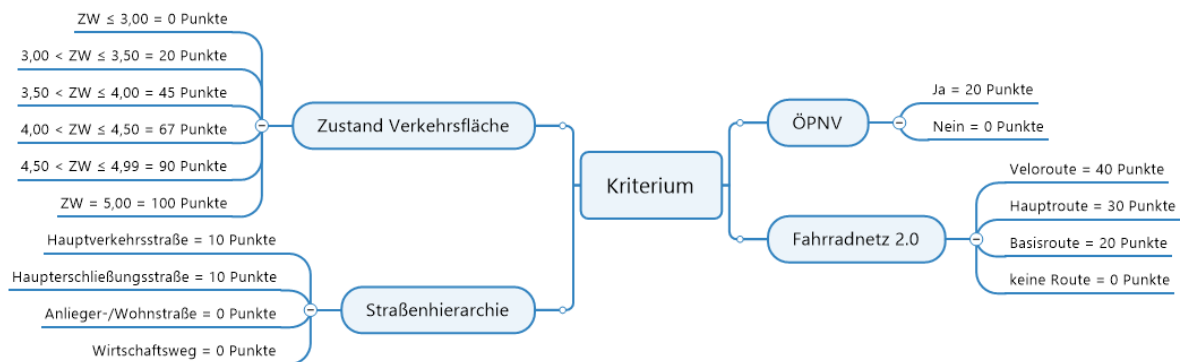 Kriterium
Zustand Verkehrsfläche
ZW ≤ 3,00 = 0 Punkte
3,00 < ZW ≤ 3,50 = 20 Punkte
3,50 < ZW ≤ 4,00 = 45 Punkte
4,00 < ZW ≤ 4,50 = 67 Punkte
4,50 < ZW ≤ 4,99 = 90 Punkte
ZW = 5,00 = 100 Punkte
Straßenhierarchie
Hauptverkehrsstraße = 10 Punkte
Haupterschließungsstraße = 10 Punkte
Anlieger-/Wohnstraße = 0 Punkte
Wirtschaftsweg = 0 Punkte
ÖPNV
Ja = 20 Punkte
Nein = 0 Punkte
Fahrradnetz 2.0
Veloroute = 40 Punkte
Hauptroute = 30 Punkte
Basisroute = 20 Punkte
keine Route = 0 Punkte